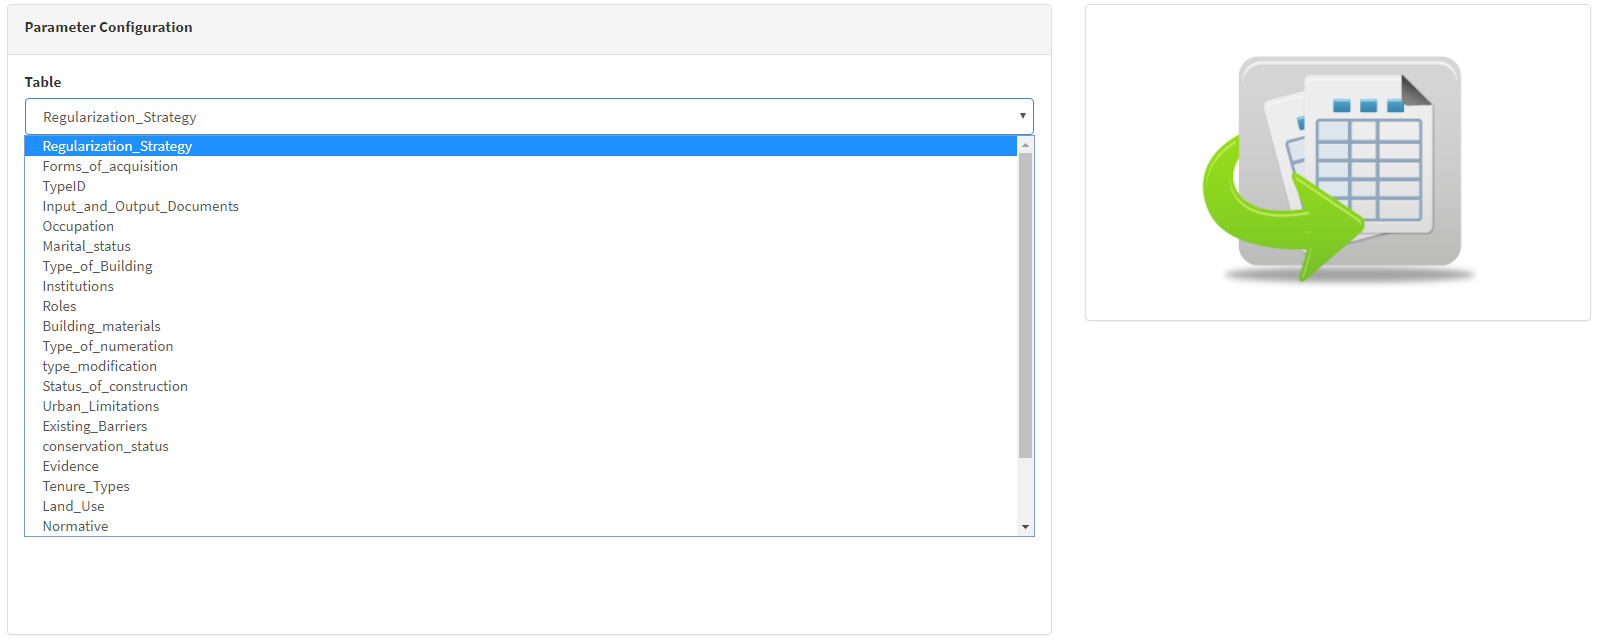 Parameter Configuration
Table
Regularization_Strategy
Regularization_Strategy
Forms_of_acquisition
TypeID
Input_and_Output_Documents
Occupation
Marital_status
Type_of_Building
Institutions
Roles
Building_materials
Type_of_numeration
type_modification
Status_of_construction
Urban_Limitations
Existing_Barriers
conservation_status
Evidence
Tenure_Types
Land_Use
Normative